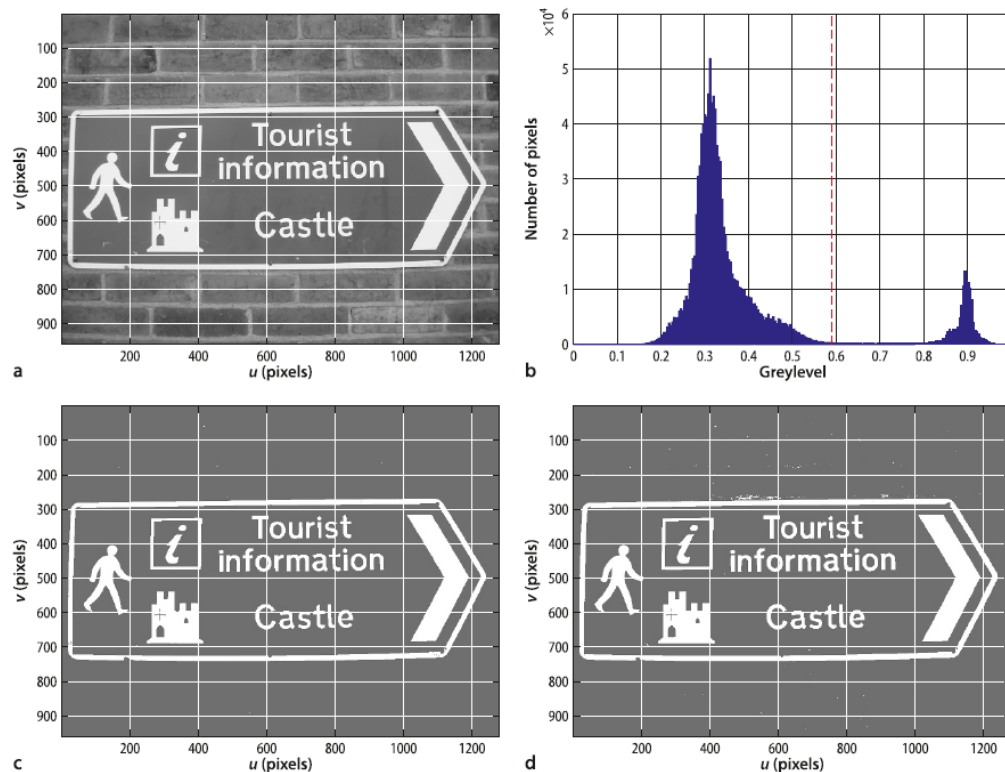 100
200
300
400
500
600
700
800
900
v (pixels)
i
Tourist
information
Castle
200 400 600 800 1000 1200
u (pixels)
a
×10⁴
6
5
4
3
2
1
0
Number of pixels
0 0.1 0.2 0.3 0.4 0.5 0.6 0.7 0.8 0.9
Greylevel
b
100
200
300
400
500
600
700
800
900
v (pixels)
i
Tourist
information
Castle
200 400 600 800 1000 1200
u (pixels)
c
100
200
300
400
500
600
700
800
900
v (pixels)
i
Tourist
information
Castle
200 400 600 800 1000 1200
u (pixels)
d